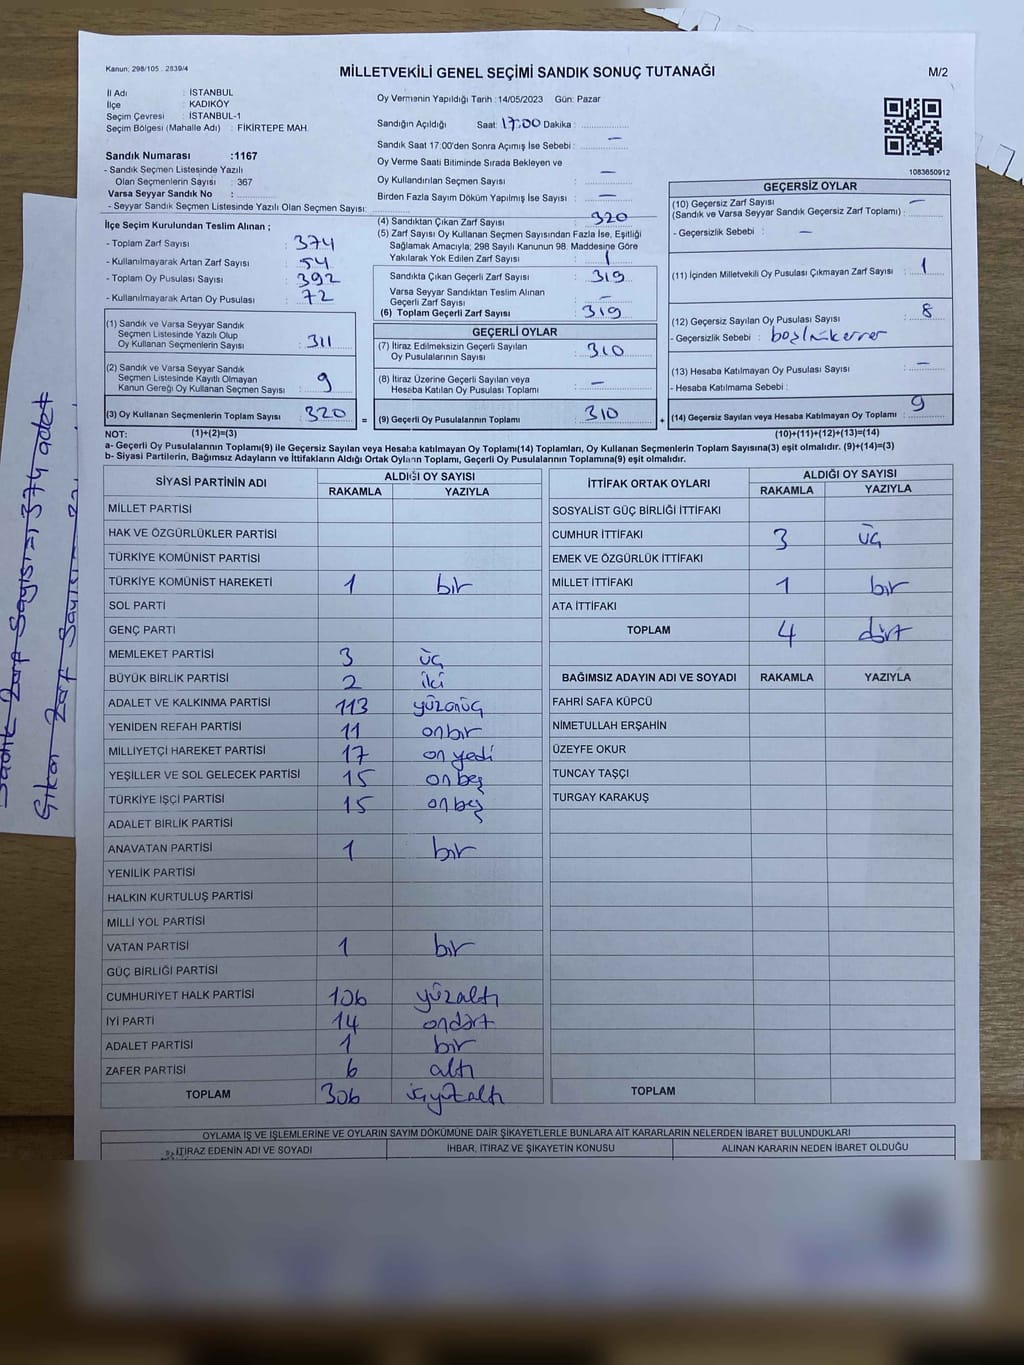 Kanun: 298/105 . 2839/4
MİLLETVEKİLİ GENEL SEÇİMİ SANDIK SONUÇ TUTANAĞI
M/2
İl Adı : İSTANBUL
İlçe : KADIKÖY
Seçim Çevresi : İSTANBUL-1
Seçim Bölgesi (Mahalle Adı) : FİKİRTEPE MAH.
Sandık Numarası :1167
- Sandık Seçmen Listesinde Yazılı
Olan Seçmenlerin Sayısı : 367
Varsa Seyyar Sandık No :
- Seyyar Sandık Seçmen Listesinde Yazılı Olan Seçmen Sayısı:
Oy Vermenin Yapıldığı Tarih : 14/05/2023 Gün: Pazar
Sandığın Açıldığı Saat: 17:00 Dakika :
Sandık Saat 17:00'den Sonra Açımış İse Sebebi : —
Oy Verme Saati Bitiminde Sırada Bekleyen ve
Oy Kullandırılan Seçmen Sayısı : —
Birden Fazla Sayım Döküm Yapılmış İse Sayısı : —
1083650912
İlçe Seçim Kurulundan Teslim Alınan ;
- Toplam Zarf Sayısı : 374
- Kullanılmayarak Artan Zarf Sayısı : 54
- Toplam Oy Pusulası Sayısı : 392
- Kullanılmayarak Artan Oy Pusulası : 72
(1) Sandık ve Varsa Seyyar Sandık
Seçmen Listesinde Yazılı Olup
Oy Kullanan Seçmenlerin Sayısı : 311
(2) Sandık ve Varsa Seyyar Sandık
Seçmen Listesinde Kayıtlı Olmayan
Kanun Gereği Oy Kullanan Seçmen Sayısı : 9
(3) Oy Kullanan Seçmenlerin Toplam Sayısı : 320
(4) Sandıktan Çıkan Zarf Sayısı : 320
(5) Zarf Sayısı Oy Kullanan Seçmen Sayısından Fazla İse, Eşitliği
Sağlamak Amacıyla; 298 Sayılı Kanunun 98. Maddesine Göre
Yakılarak Yok Edilen Zarf Sayısı : 1
Sandıkta Çıkan Geçerli Zarf Sayısı : 319
Varsa Seyyar Sandıktan Teslim Alınan
Geçerli Zarf Sayısı : —
(6) Toplam Geçerli Zarf Sayısı : 319
GEÇERLİ OYLAR
(7) İtiraz Edilmeksizin Geçerli Sayılan
Oy Pusulalarının Sayısı : 310
(8) İtiraz Üzerine Geçerli Sayılan veya
Hesaba Katılan Oy Pusulası Toplamı : —
= (9) Geçerli Oy Pusulalarının Toplamı : 310 +
GEÇERSİZ OYLAR
(10) Geçersiz Zarf Sayısı
(Sandık ve Varsa Seyyar Sandık Geçersiz Zarf Toplamı) : —
- Geçersizlik Sebebi : —
(11) İçinden Milletvekili Oy Pusulası Çıkmayan Zarf Sayısı : 1
(12) Geçersiz Sayılan Oy Pusulası Sayısı : 8
- Geçersizlik Sebebi :
(13) Hesaba Katılmayan Oy Pusulası Sayısı : —
- Hesaba Katılmama Sebebi :
(14) Geçersiz Sayılan veya Hesaba Katılmayan Oy Toplamı : 9
NOT: (1)+(2)=(3)
(10)+(11)+(12)+(13)=(14)
a- Geçerli Oy Pusulalarının Toplamı(9) ile Geçersiz Sayılan veya Hesaba katılmayan Oy Toplamı(14) Toplamları, Oy Kullanan Seçmenlerin Toplam Sayısına(3) eşit olmalıdır. (9)+(14)=(3)
b- Siyasi Partilerin, Bağımsız Adayların ve İttifakların Aldığı Ortak Oyların Toplamı, Geçerli Oy Pusulalarının Toplamına(9) eşit olmalıdır.
SİYASİ PARTİNİN ADI ALDIĞI OY SAYISI
RAKAMLA YAZIYLA
MİLLET PARTİSİ
HAK VE ÖZGÜRLÜKLER PARTİSİ
TÜRKİYE KOMÜNİST PARTİSİ
TÜRKİYE KOMÜNİST HAREKETİ 1 bir
SOL PARTİ
GENÇ PARTİ
MEMLEKET PARTİSİ 3 üç
BÜYÜK BİRLİK PARTİSİ 2 iki
ADALET VE KALKINMA PARTİSİ 113 yüzonüç
YENİDEN REFAH PARTİSİ 11 onbir
MİLLİYETÇİ HAREKET PARTİSİ 17 on yedi
YEŞİLLER VE SOL GELECEK PARTİSİ 15 onbeş
TÜRKİYE İŞÇİ PARTİSİ 15 onbeş
ADALET BİRLİK PARTİSİ
ANAVATAN PARTİSİ 1 bir
YENİLİK PARTİSİ
HALKIN KURTULUŞ PARTİSİ
MİLLİ YOL PARTİSİ
VATAN PARTİSİ 1 bir
GÜÇ BİRLİĞİ PARTİSİ
CUMHURİYET HALK PARTİSİ 106 yüzaltı
İYİ PARTİ 14 ondört
ADALET PARTİSİ 1 bir
ZAFER PARTİSİ 6 altı
TOPLAM 306 üçyüzaltı
İTTİFAK ORTAK OYLARI ALDIĞI OY SAYISI
RAKAMLA YAZIYLA
SOSYALİST GÜÇ BİRLİĞİ İTTİFAKI
CUMHUR İTTİFAKI 3 üç
EMEK VE ÖZGÜRLÜK İTTİFAKI
MİLLET İTTİFAKI 1 bir
ATA İTTİFAKI
TOPLAM 4 dört
BAĞIMSIZ ADAYIN ADI VE SOYADI RAKAMLA YAZIYLA
FAHRİ SAFA KÜPCÜ
NİMETULLAH ERŞAHİN
ÜZEYFE OKUR
TUNCAY TAŞÇI
TURGAY KARAKUŞ
TOPLAM
OYLAMA İŞ VE İŞLEMLERİNE VE OYLARIN SAYIM DÖKÜMÜNE DAİR ŞİKAYETLERLE BUNLARA AİT KARARLARIN NELERDEN İBARET BULUNDUKLARI
İTİRAZ EDENİN ADI VE SOYADI İHBAR, İTİRAZ VE ŞİKAYETİN KONUSU ALINAN KARARIN NEDEN İBARET OLDUĞU
Zarf Sayısı: 374 adet
Çıkan Zarf Sayısı